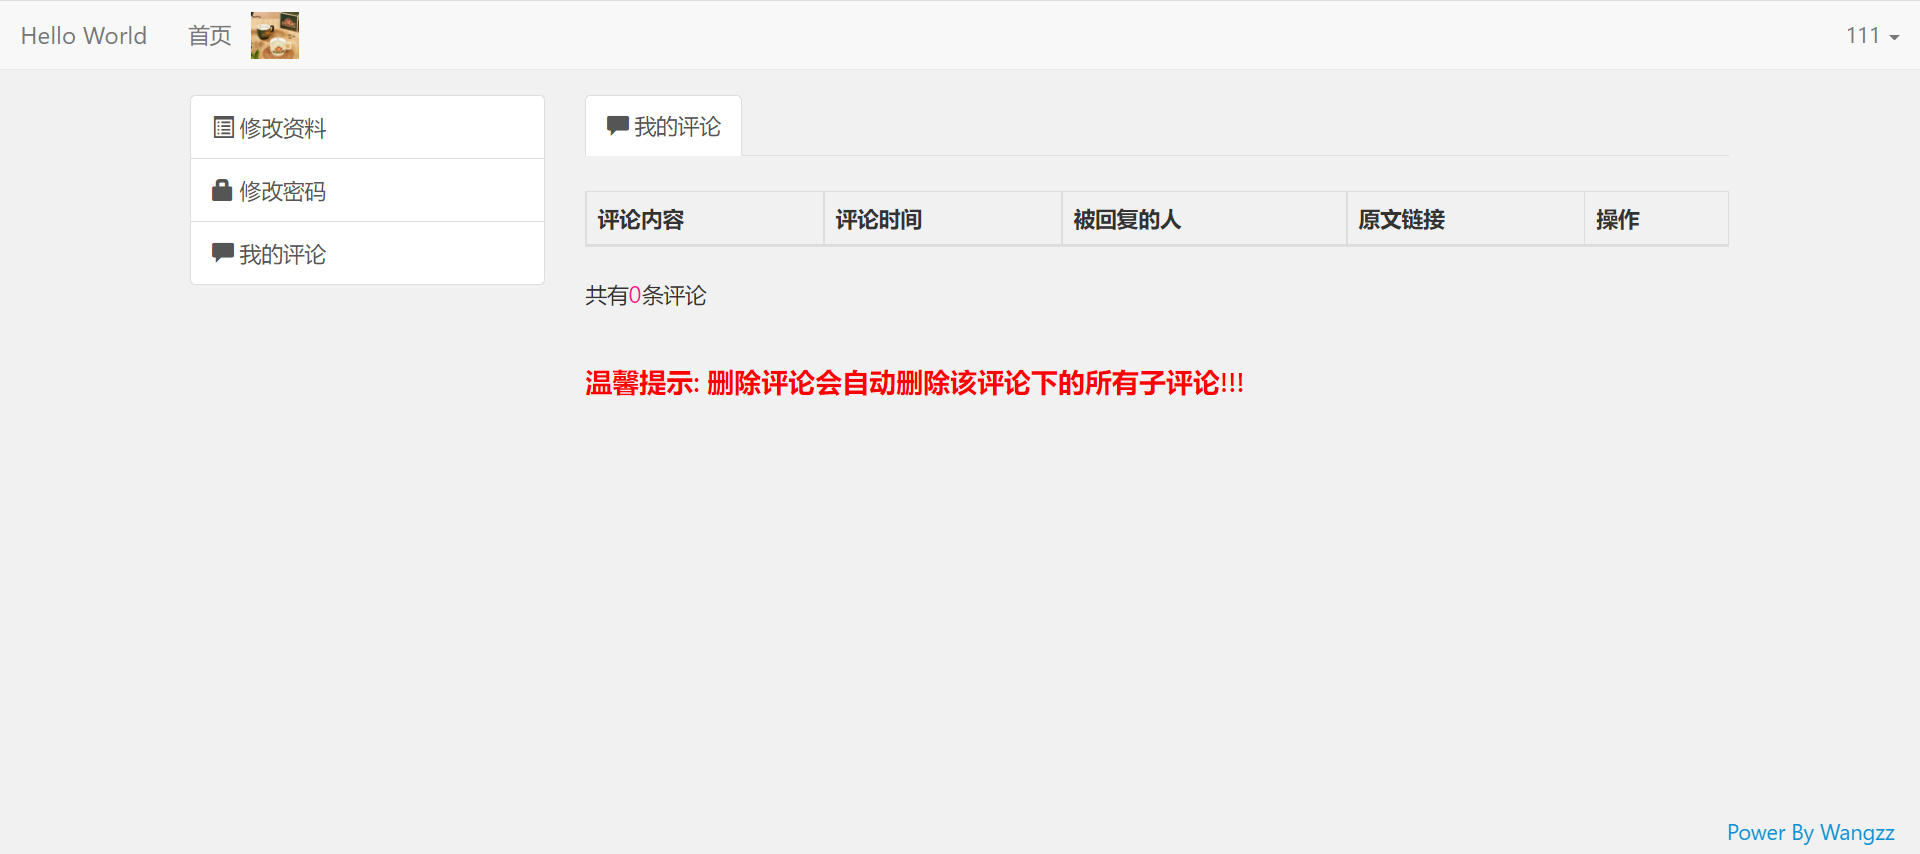 Hello World 首页 111
修改资料
修改密码
我的评论
我的评论
评论内容 评论时间 被回复的人 原文链接 操作
共有0条评论
温馨提示: 删除评论会自动删除该评论下的所有子评论!!!
Power By Wangzz